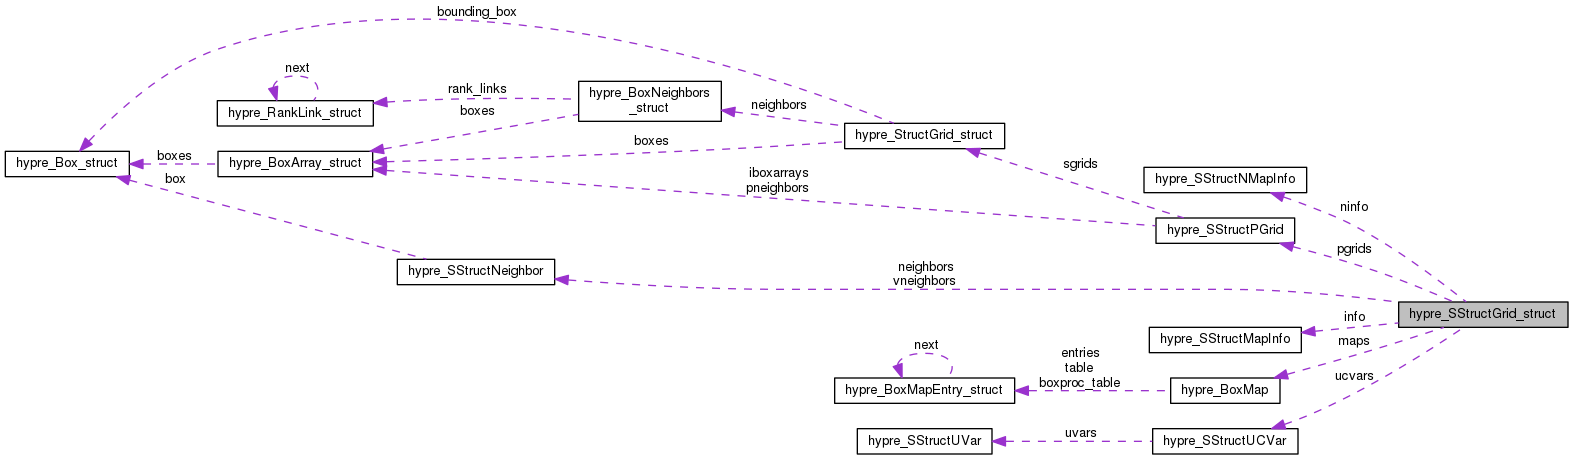 bounding_box
next
hypre_RankLink_struct
rank_links
hypre_BoxNeighbors
_struct
boxes
neighbors
hypre_StructGrid_struct
boxes
hypre_Box_struct
boxes
box
hypre_BoxArray_struct
iboxarrays
pneighbors
sgrids
hypre_SStructNMapInfo
ninfo
hypre_SStructPGrid
pgrids
hypre_SStructNeighbor
neighbors
vneighbors
hypre_SStructGrid_struct
info
hypre_SStructMapInfo
maps
next
entries
table
boxproc_table
ucvars
hypre_BoxMapEntry_struct
hypre_BoxMap
hypre_SStructUVar
uvars
hypre_SStructUCVar